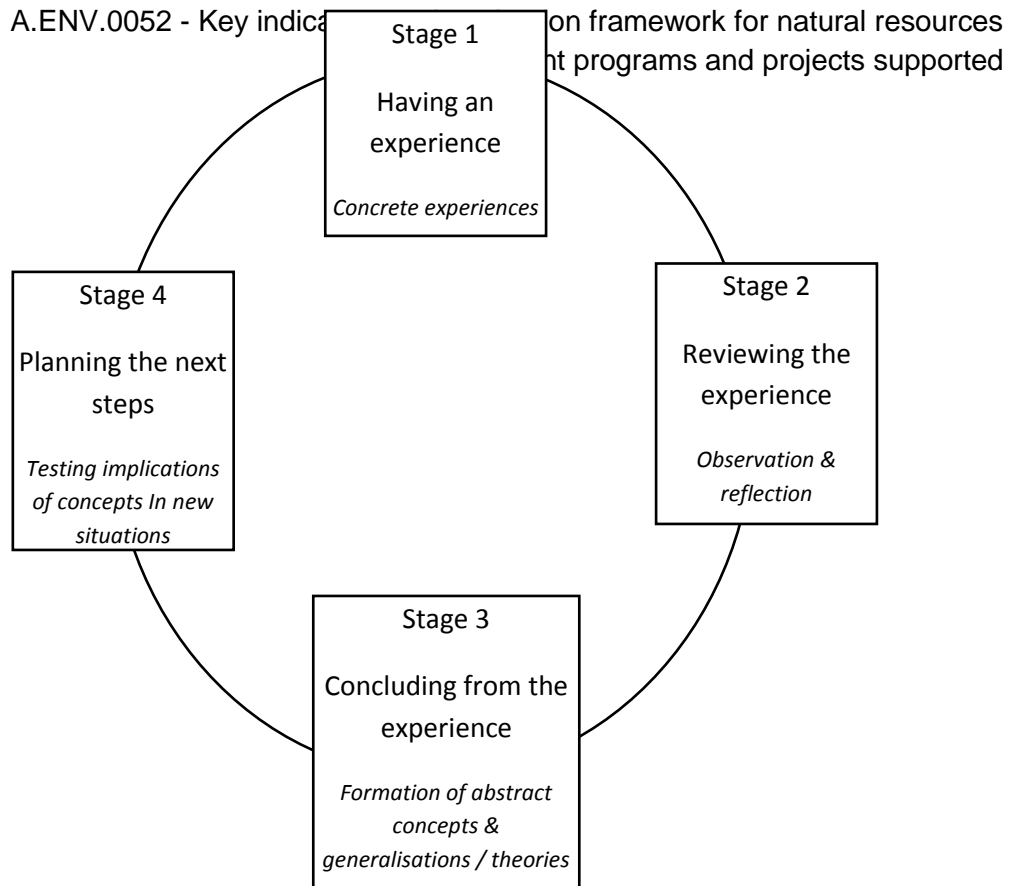 A.ENV.0052 - Key indica on framework for natural resources
nt programs and projects supported
Stage 1
Having an
experience
Concrete experiences
Stage 2
Reviewing the
experience
Observation &
reflection
Stage 3
Concluding from the
experience
Formation of abstract
concepts &
generalisations / theories
Stage 4
Planning the next
steps
Testing implications
of concepts In new
situations